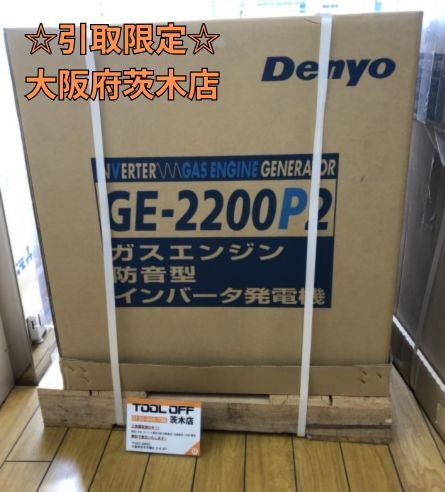 ☆引取限定☆
大阪府茨木店
Denyo
INVERTER GAS ENGINE GENERATOR
GE-2200P2
ガスエンジン
防音型
インバータ発電機
TOOL OFF
茨木店